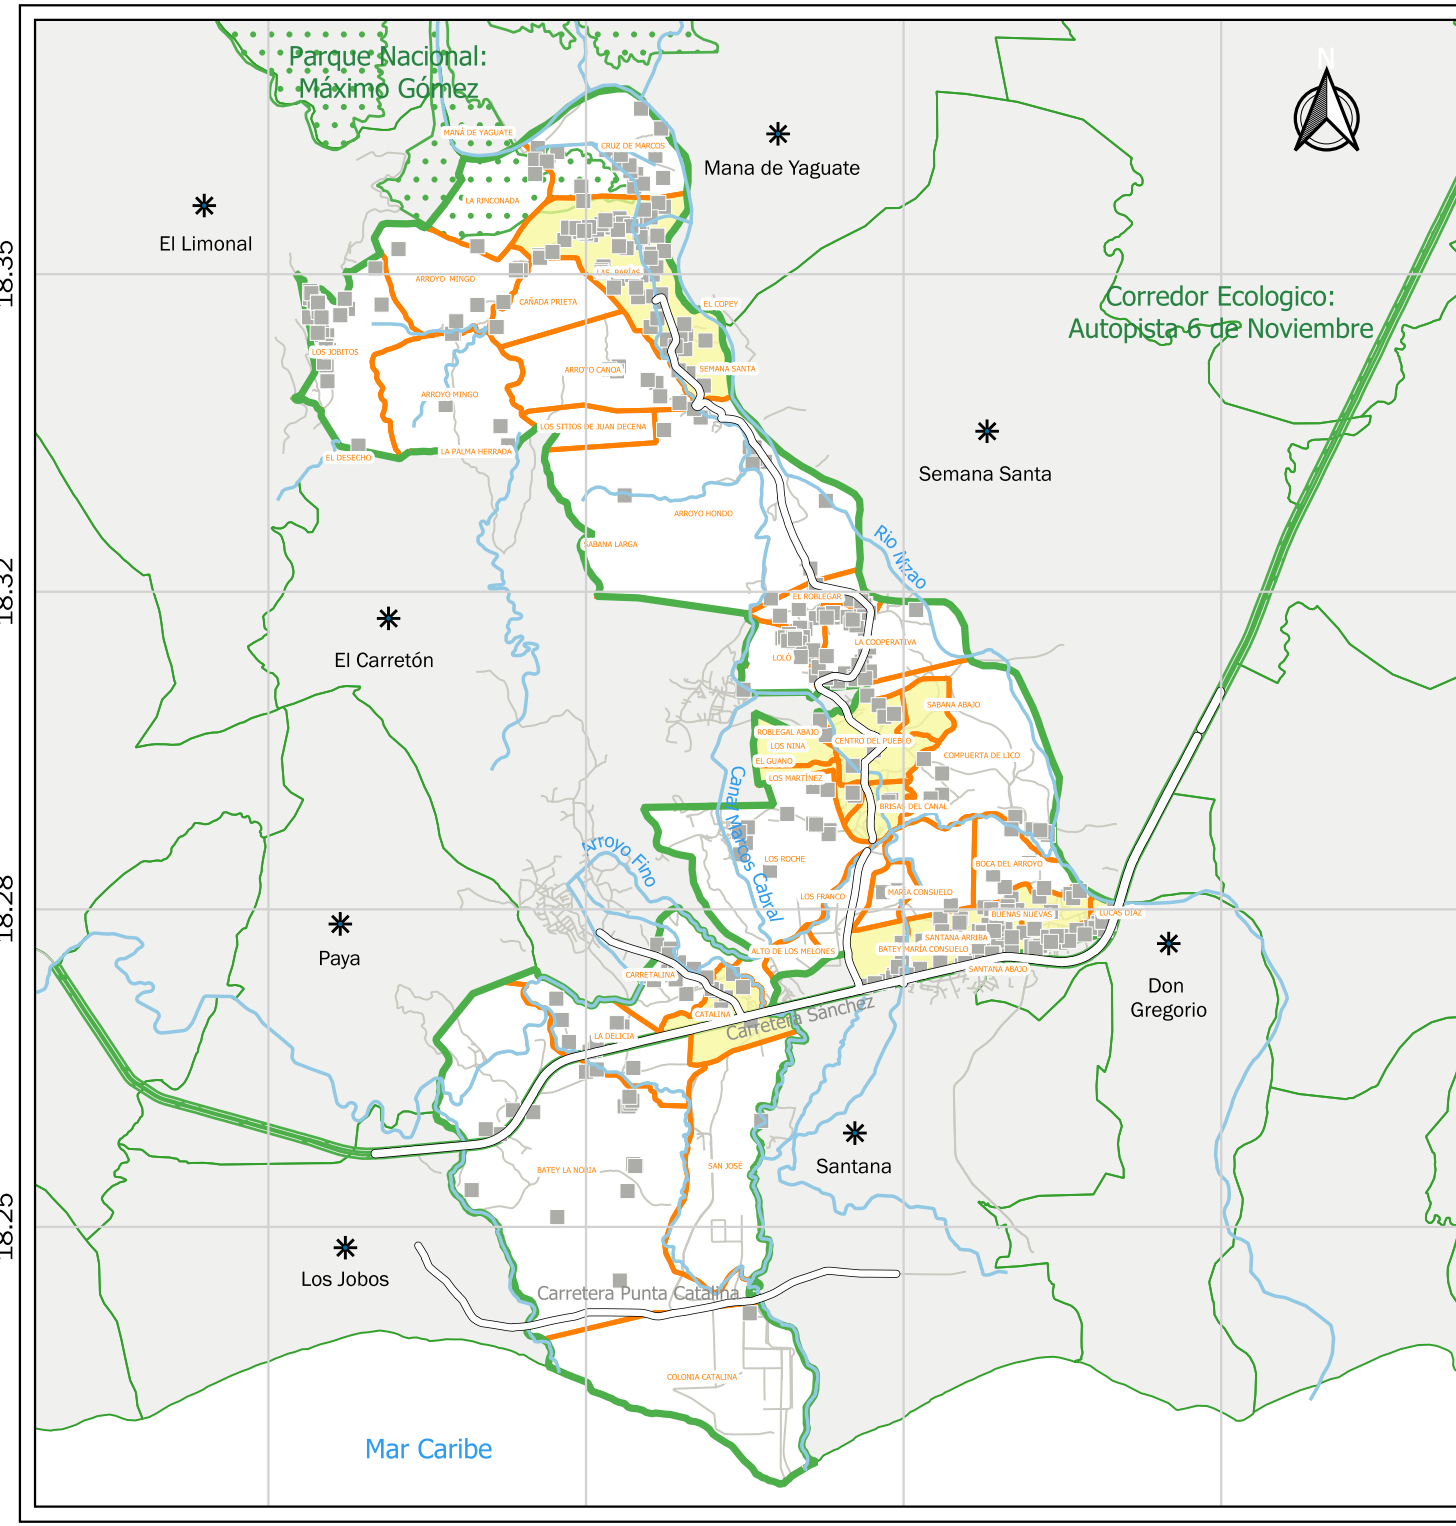 Parque Nacional:
Máximo Gómez
N
MANÁ DE YAGUATE
CRUZ DE MARCOS
Mana de Yaguate
LA RINCONADA
El Limonal
18.35
ARROYO MINGO
LAS BARÍAS
CAÑADA PRIETA
EL COPEY
Corredor Ecologico:
Autopista 6 de Noviembre
LOS JOBITOS
ARROYO CANOA
SEMANA SANTA
ARROYO MINGO
LOS SITIOS DE JUAN DECENA
EL DESECHO
LA PALMA HERRADA
Semana Santa
ARROYO HONDO
SABANA LARGA
Rio Nizao
18.32
EL ROBLEGAR
LA COOPERATIVA
LOLÓ
El Carretón
SABANA ABAJO
ROBLEGAL ABAJO
LOS NINA
CENTRO DEL PUEBLO
EL GUANO
COMPUERTA DE LICO
LOS MARTÍNEZ
BRISAS DEL CANAL
Canal Marcos Cabral
Arroyo Fino
LOS ROCHE
BOCA DEL ARROYO
LOS FRANCO
MARÍA CONSUELO
18.28
BUENAS NUEVAS
LUCAS DÍAZ
SANTANA ARRIBA
BATEY MARÍA CONSUELO
ALTO DE LOS MELONES
SANTANA ABAJO
Paya
Don
Gregorio
CARRETALINA
CATALINA
Carretera Sánchez
LA DELICIA
BATEY LA NORIA
SAN JOSÉ
Santana
18.25
Los Jobos
Carretera Punta Catalina
COLONIA CATALINA
Mar Caribe